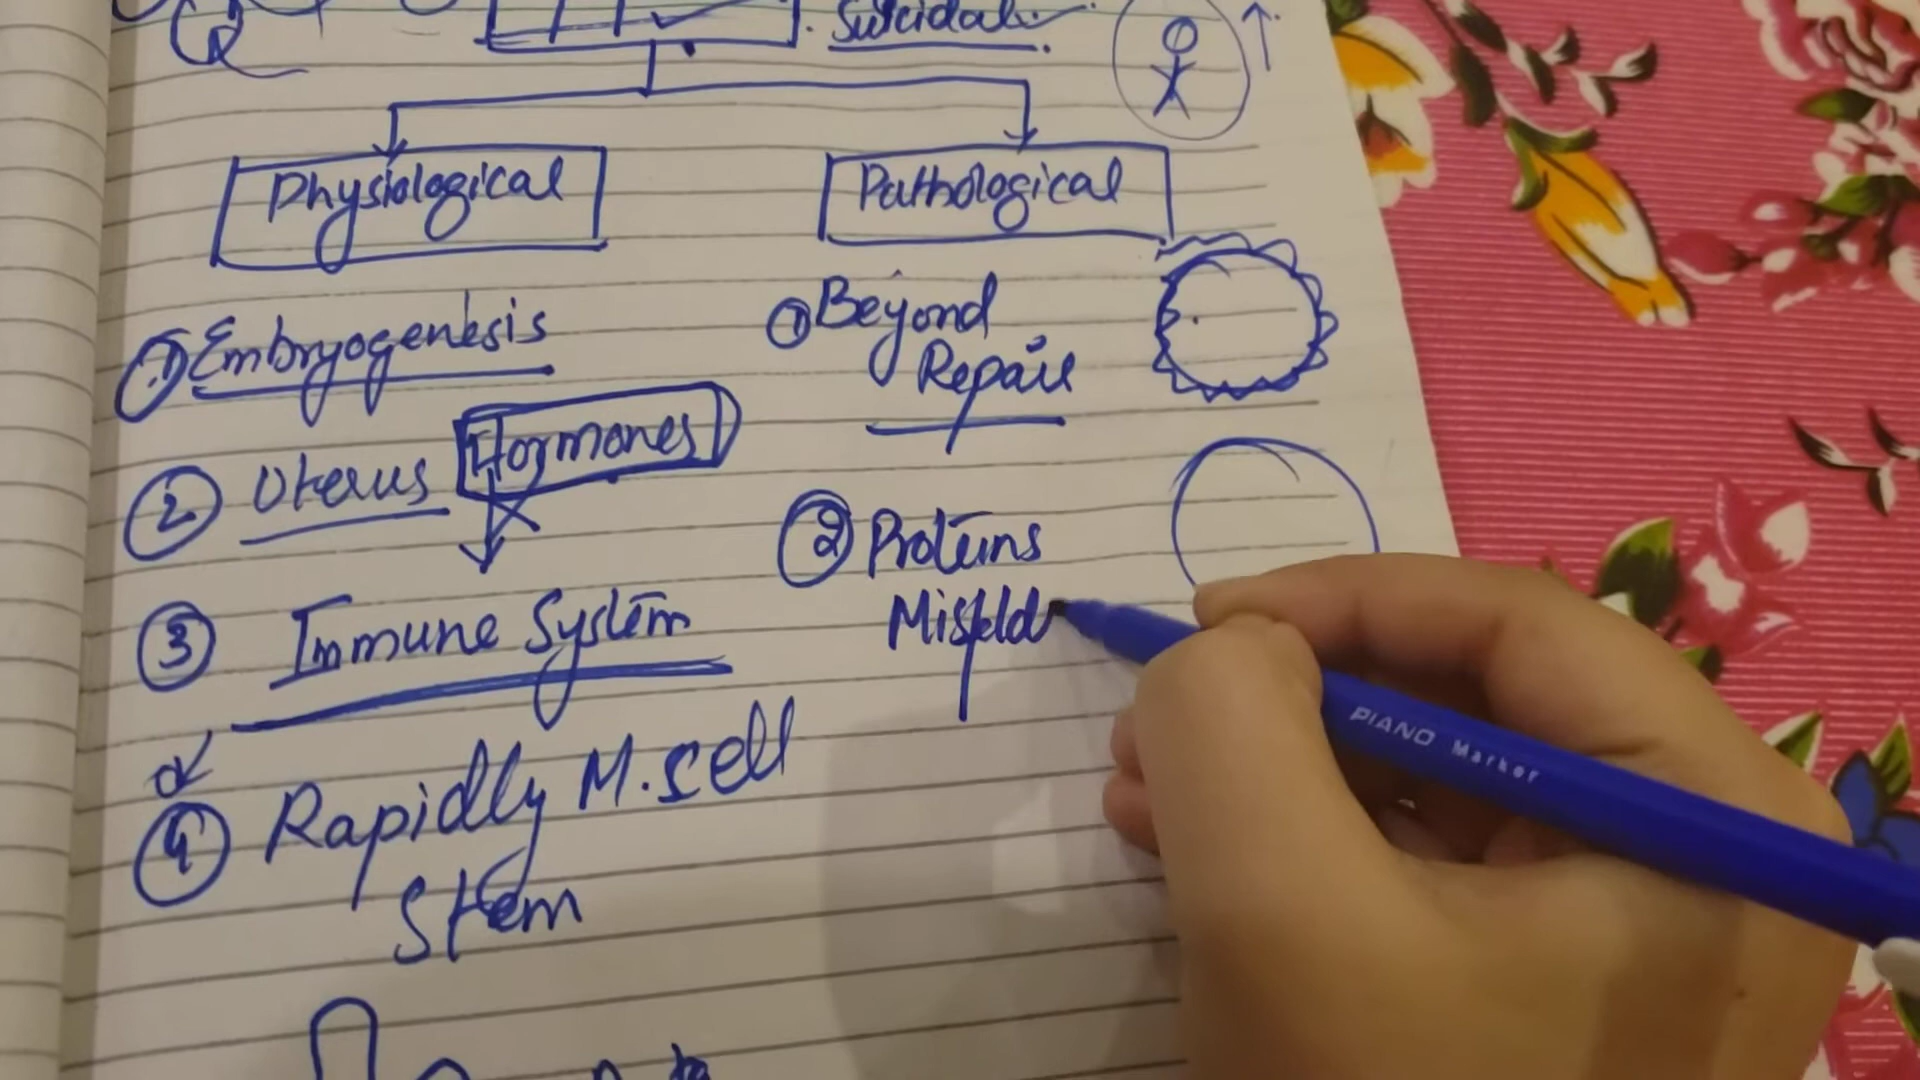 Suicidal
Physiological
Pathological
① Embryogenesis
① Beyond
Repair
② Uterus Hormones
② Proteins
Misfold
③ Immune System
④ Rapidly M.cell
Stem
PIANO Marker